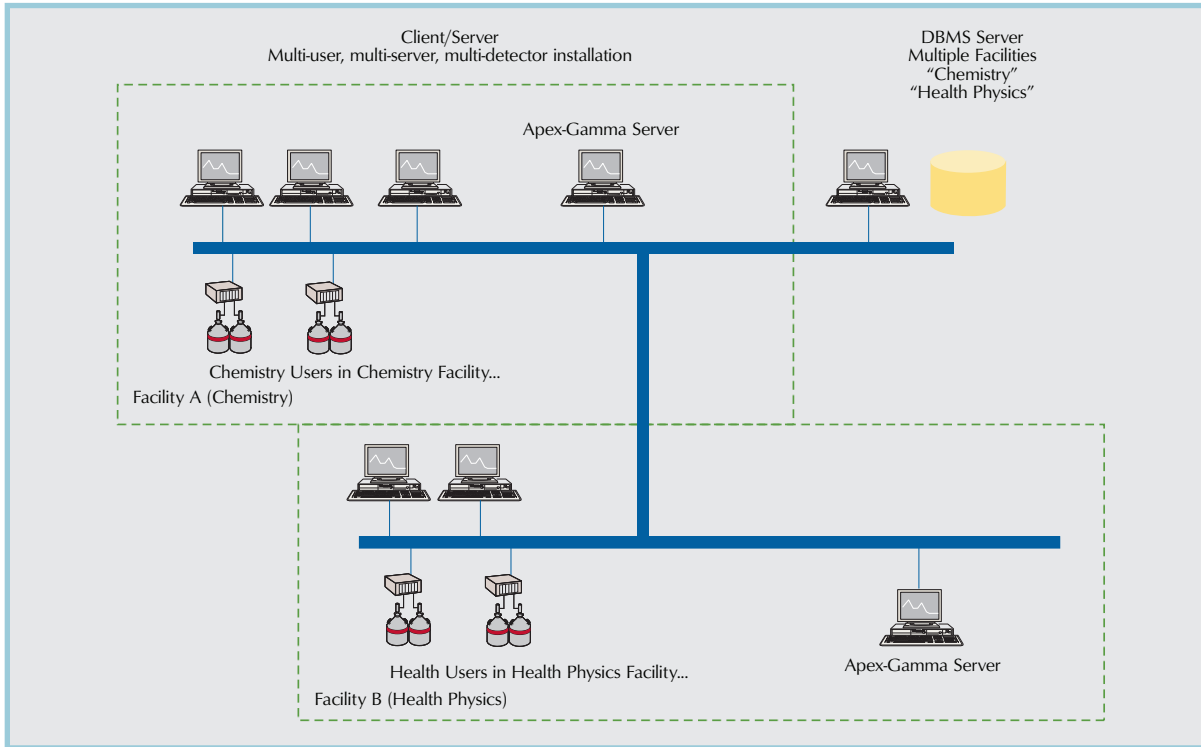 Client/Server
Multi-user, multi-server, multi-detector installation
DBMS Server
Multiple Facilities
“Chemistry”
“Health Physics”
Apex-Gamma Server
Chemistry Users in Chemistry Facility...
Facility A (Chemistry)
Health Users in Health Physics Facility...
Apex-Gamma Server
Facility B (Health Physics)